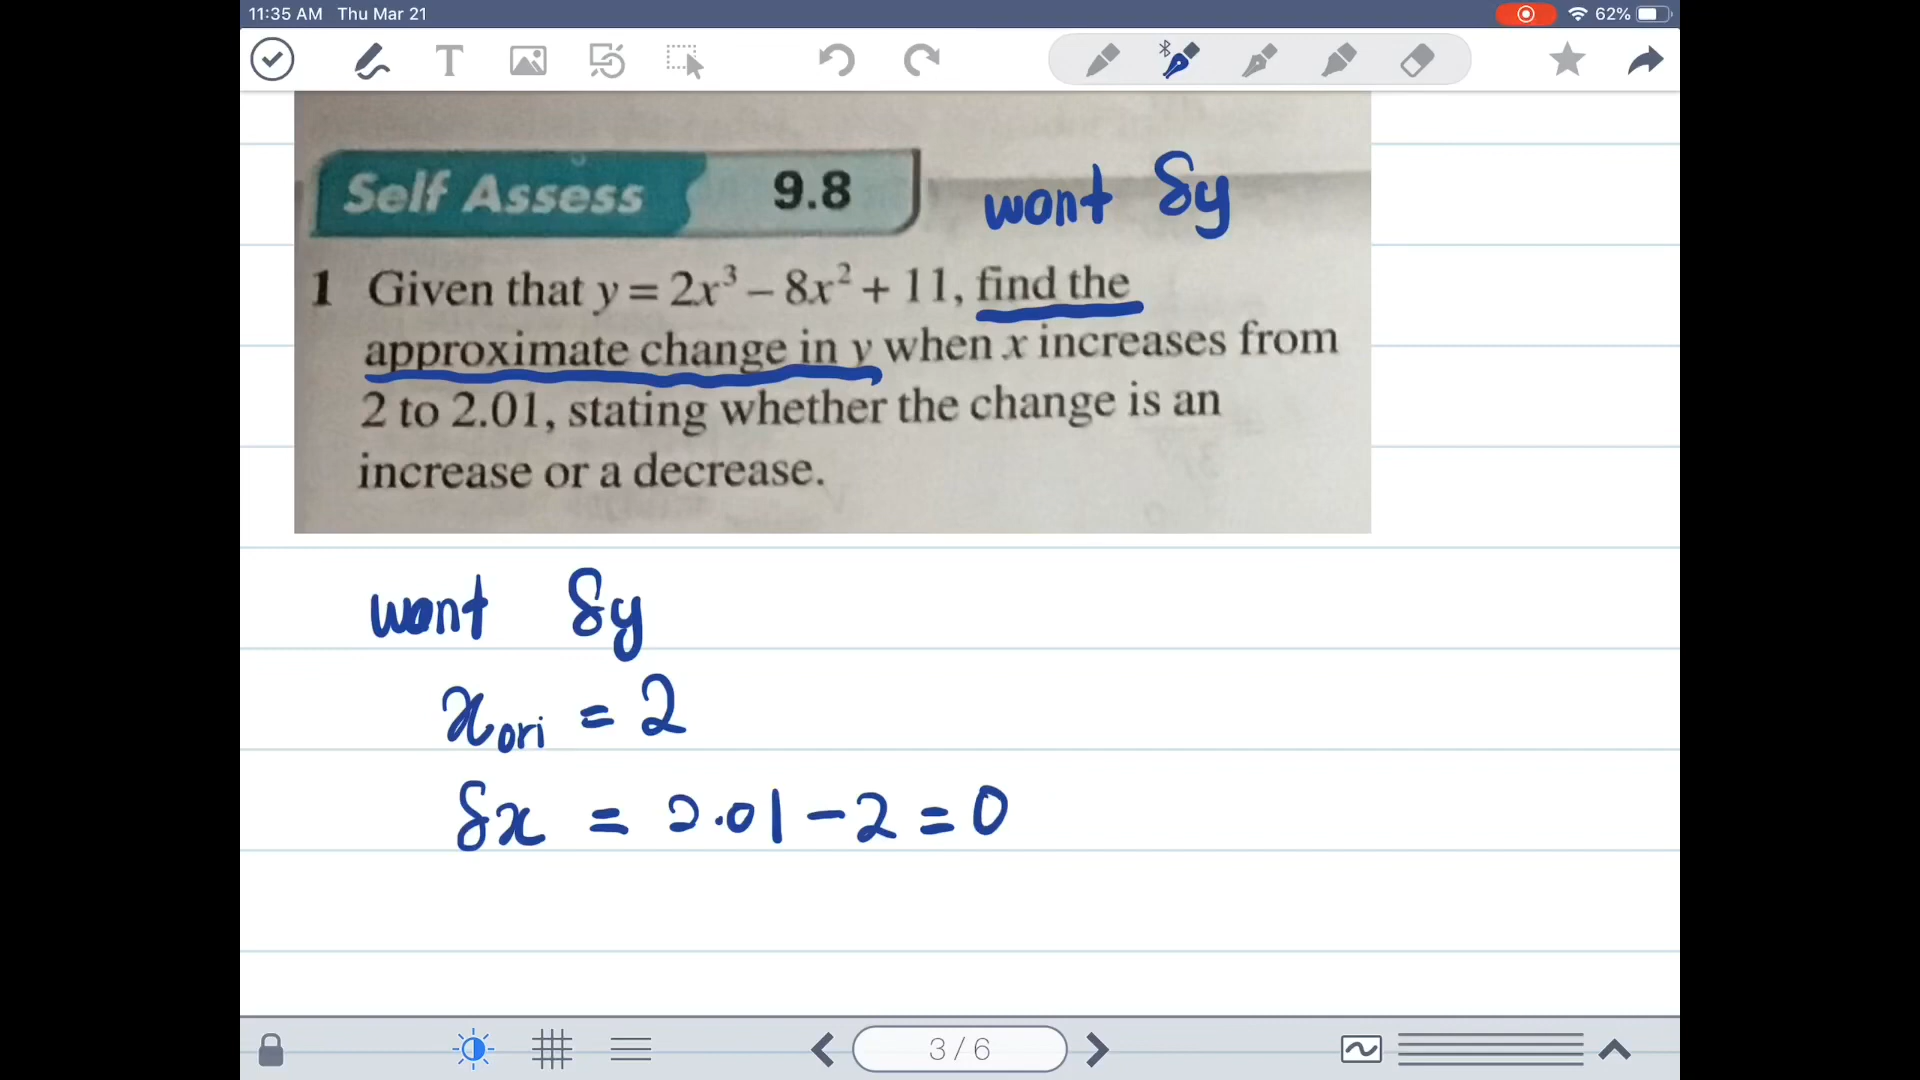 11:35 AM Thu Mar 21 62%
T
Self Assess 9.8 wont δy
1 Given that y = 2x³ – 8x² + 11, find the
approximate change in y when x increases from
2 to 2.01, stating whether the change is an
increase or a decrease.
wont δy
x ori = 2
δx = 2.01 – 2 = 0
3 / 6